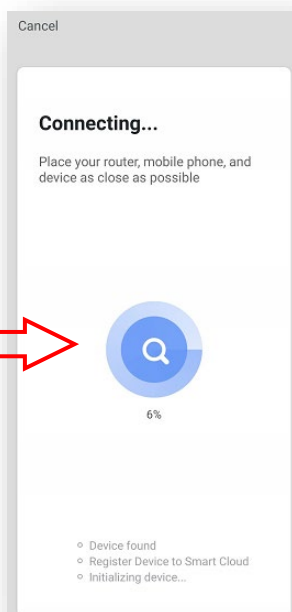 Cancel
Connecting...
Place your router, mobile phone, and
device as close as possible
6%
Device found
Register Device to Smart Cloud
Initializing device...